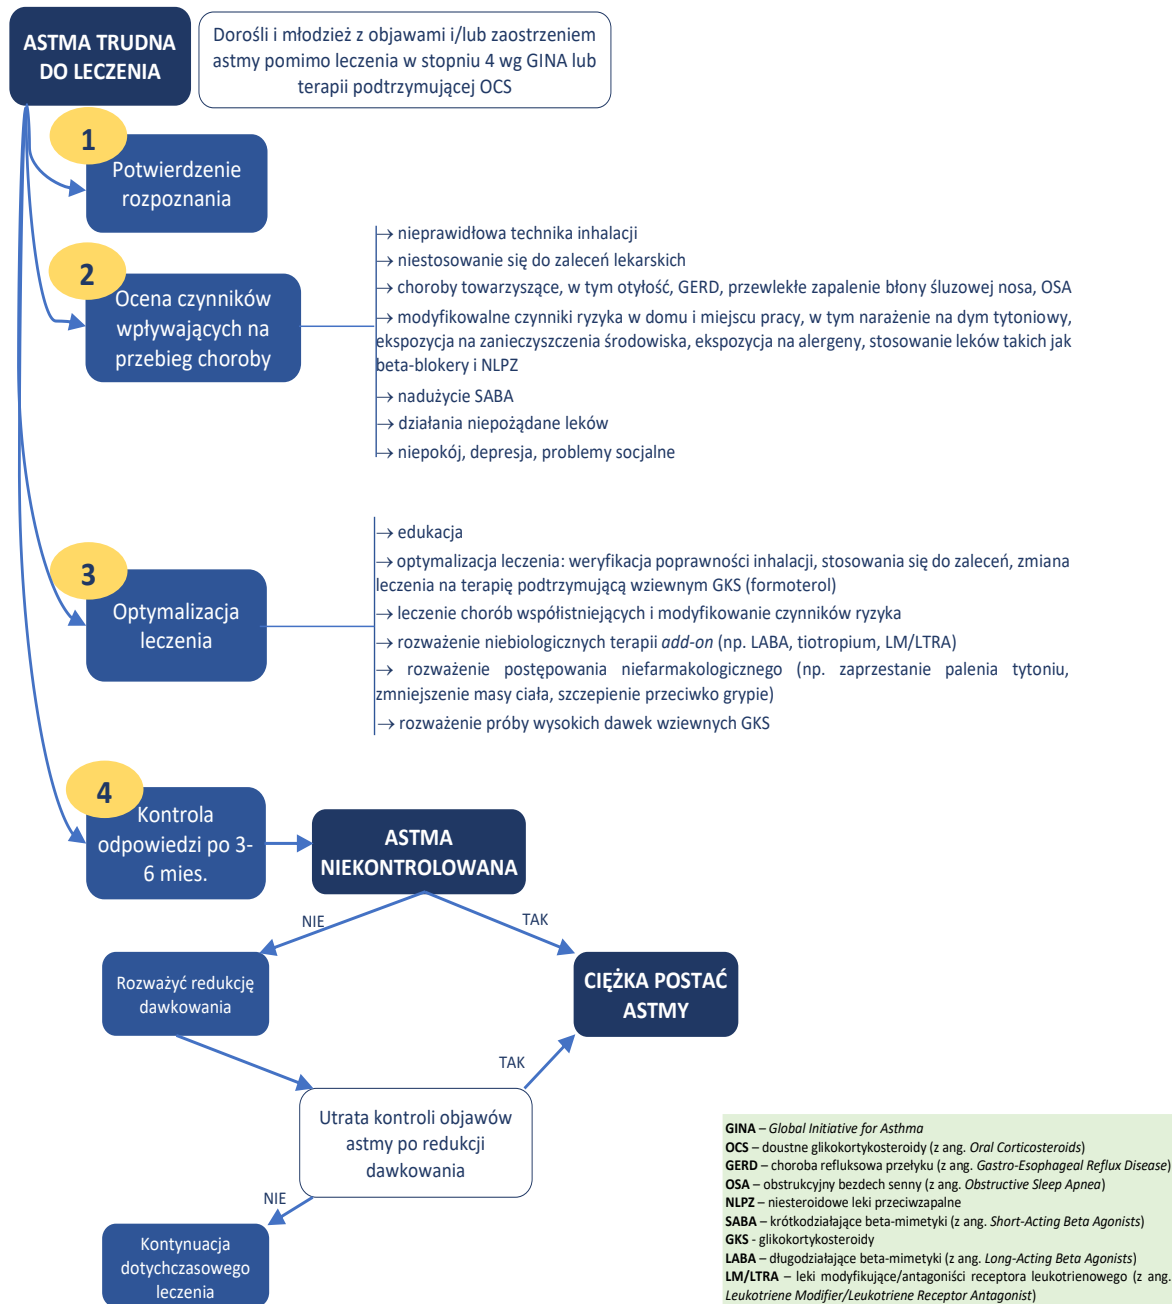 ASTMA TRUDNA
DO LECZENIA
Dorośli i młodzież z objawami i/lub zaostrzeniem
astmy pomimo leczenia w stopniu 4 wg GINA lub
terapii podtrzymującej OCS
1
Potwierdzenie
rozpoznania
2
Ocena czynników
wpływających na
przebieg choroby
→ nieprawidłowa technika inhalacji
→ niestosowanie się do zaleceń lekarskich
→ choroby towarzyszące, w tym otyłość, GERD, przewlekłe zapalenie błony śluzowej nosa, OSA
→ modyfikowalne czynniki ryzyka w domu i miejscu pracy, w tym narażenie na dym tytoniowy,
ekspozycja na zanieczyszczenia środowiska, ekspozycja na alergeny, stosowanie leków takich jak
beta-blokery i NLPZ
→ nadużycie SABA
→ działania niepożądane leków
→ niepokój, depresja, problemy socjalne
3
Optymalizacja
leczenia
→ edukacja
→ optymalizacja leczenia: weryfikacja poprawności inhalacji, stosowania się do zaleceń, zmiana
leczenia na terapię podtrzymującą wziewnym GKS (formoterol)
→ leczenie chorób współistniejących i modyfikowanie czynników ryzyka
→ rozważenie niebiologicznych terapii add-on (np. LABA, tiotropium, LM/LTRA)
→ rozważenie postępowania niefarmakologicznego (np. zaprzestanie palenia tytoniu,
zmniejszenie masy ciała, szczepienie przeciwko grypie)
→ rozważenie próby wysokich dawek wziewnych GKS
4
Kontrola
odpowiedzi po 3-
6 mies.
ASTMA
NIEKONTROLOWANA
NIE
TAK
Rozważyć redukcję
dawkowania
CIĘŻKA POSTAĆ
ASTMY
TAK
Utrata kontroli objawów
astmy po redukcji
dawkowania
NIE
Kontynuacja
dotychczasowego
leczenia
GINA – Global Initiative for Asthma
OCS – doustne glikokortykosteroidy (z ang. Oral Corticosteroids)
GERD – choroba refluksowa przełyku (z ang. Gastro-Esophageal Reflux Disease)
OSA – obstrukcyjny bezdech senny (z ang. Obstructive Sleep Apnea)
NLPZ – niesteroidowe leki przeciwzapalne
SABA – krótkodziałające beta-mimetyki (z ang. Short-Acting Beta Agonists)
GKS - glikokortykosteroidy
LABA – długodziałające beta-mimetyki (z ang. Long-Acting Beta Agonists)
LM/LTRA – leki modyfikujące/antagoniści receptora leukotrienowego (z ang.
Leukotriene Modifier/Leukotriene Receptor Antagonist)